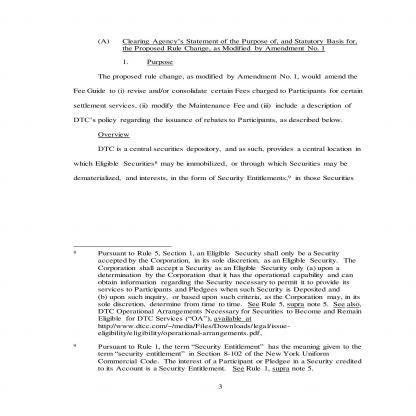 (A) Clearing Agency's Statement of the Purpose of, and Statutory Basis for,
the Proposed Rule Change, as Modified by Amendment No. 1
1. Purpose
The proposed rule change, as modified by Amendment No. 1, would amend the
Fee Guide to (i) revise and/or consolidate certain Fees charged to Participants for certain
settlement services, (ii) modify the Maintenance Fee and (iii) include a description of
DTC's policy regarding the issuance of rebates to Participants, as described below.
Overview
DTC is a central securities depository, and as such, provides a central location in
which Eligible Securities⁸ may be immobilized, or through which Securities may be
dematerialized, and interests, in the form of Security Entitlements,⁹ in those Securities
⁸ Pursuant to Rule 5, Section 1, an Eligible Security shall only be a Security
accepted by the Corporation, in its sole discretion, as an Eligible Security. The
Corporation shall accept a Security as an Eligible Security only (a) upon a
determination by the Corporation that it has the operational capability and can
obtain information regarding the Security necessary to permit it to provide its
services to Participants and Pledgees when such Security is Deposited and
(b) upon such inquiry, or based upon such criteria, as the Corporation may, in its
sole discretion, determine from time to time. See Rule 5, supra note 5. See also,
DTC Operational Arrangements Necessary for Securities to Become and Remain
Eligible for DTC Services ("OA"), available at
http://www.dtcc.com/~/media/Files/Downloads/legal/issue-
eligibility/eligibility/operational-arrangements.pdf.
⁹ Pursuant to Rule 1, the term "Security Entitlement" has the meaning given to the
term "security entitlement" in Section 8-102 of the New York Uniform
Commercial Code. The interest of a Participant or Pledgee in a Security credited
to its Account is a Security Entitlement. See Rule 1, supra note 5.
3